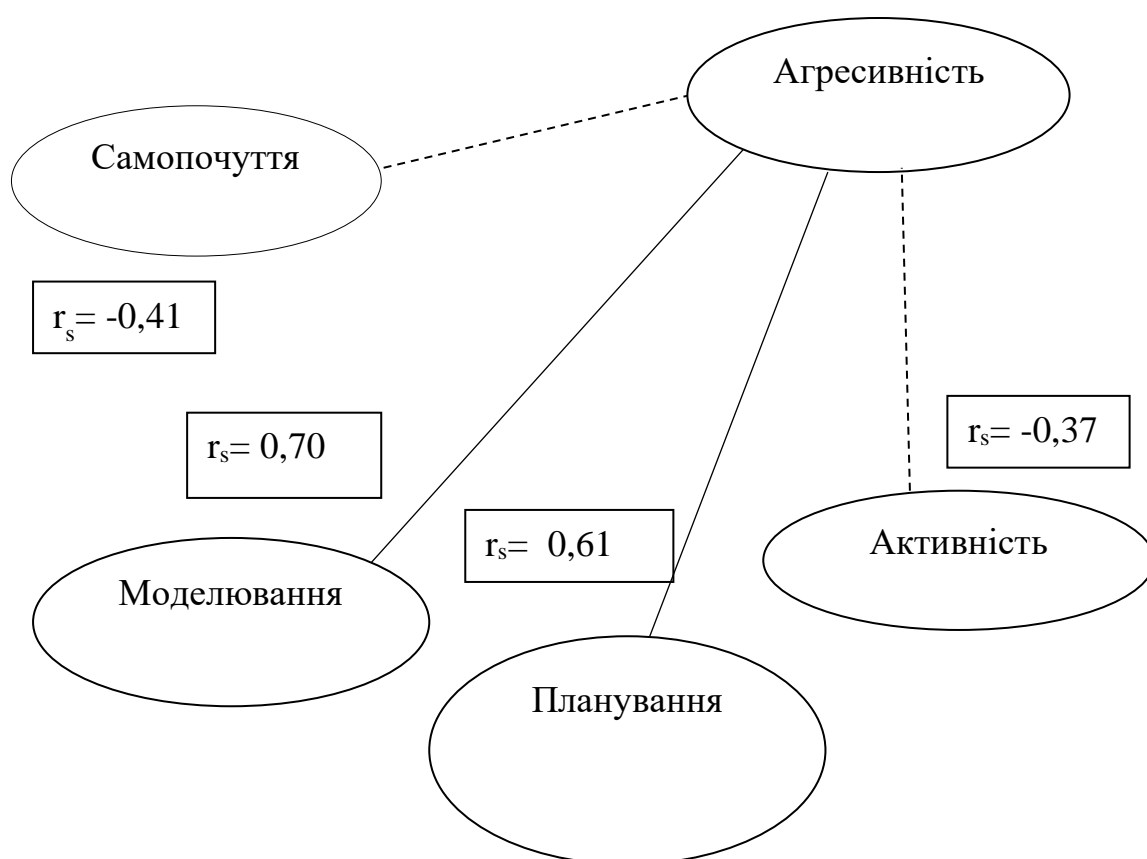 Агресивність
Самопочуття
rs= -0,41
rs= 0,70
rs= -0,37
rs= 0,61
Активність
Моделювання
Планування